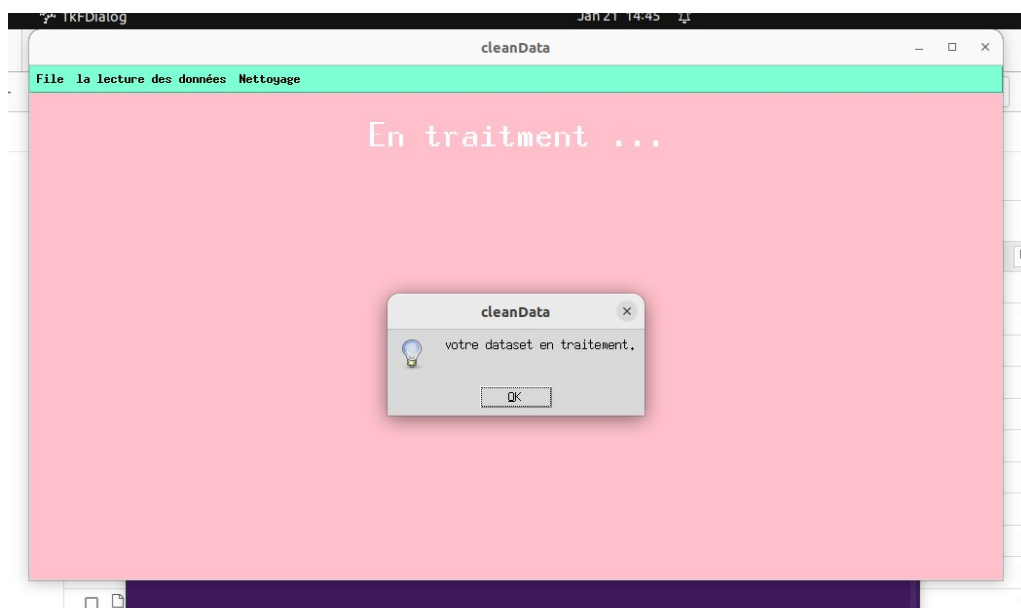 TkFDialog
Jan 21 14:45
cleanData
File la lecture des données Nettoyage
En traitment ...
cleanData
votre dataset en traitement.
OK